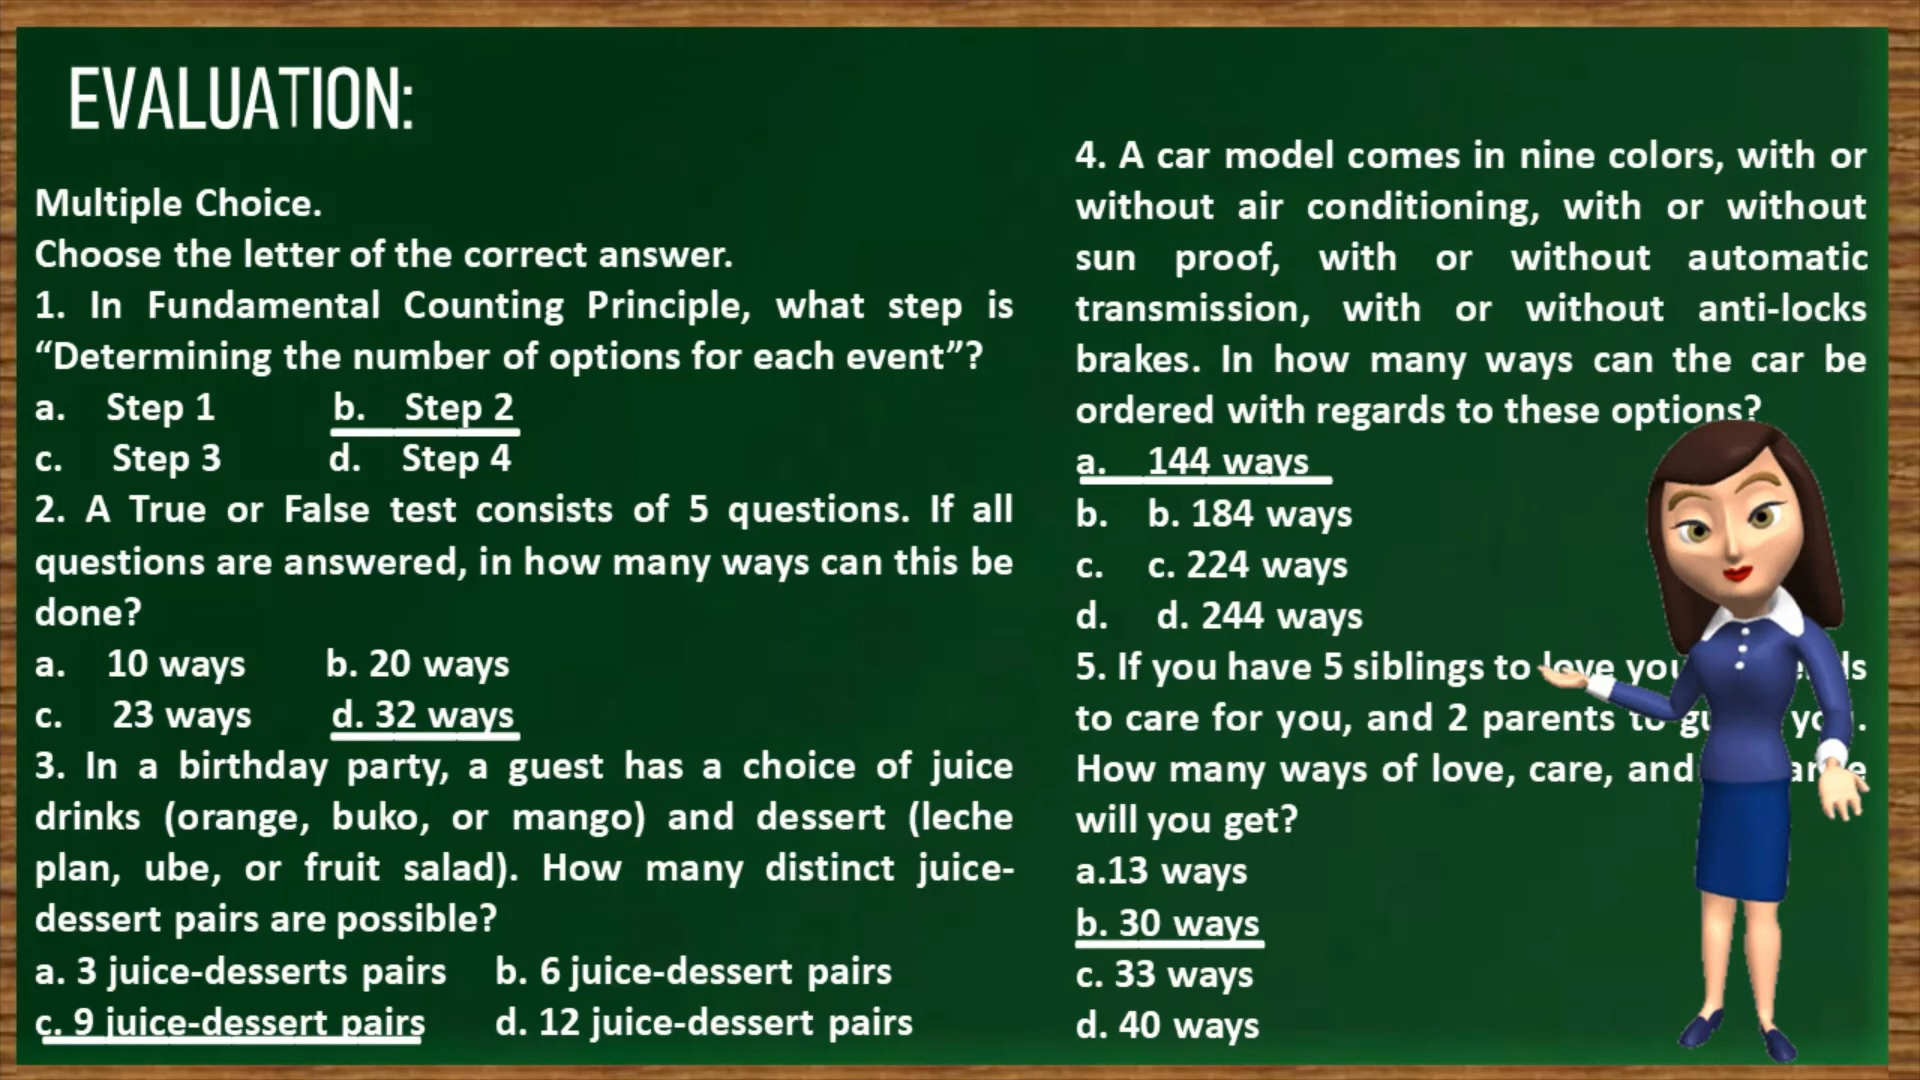 EVALUATION:
Multiple Choice.
Choose the letter of the correct answer.
1. In Fundamental Counting Principle, what step is
“Determining the number of options for each event”?
a. Step 1 b. Step 2
c. Step 3 d. Step 4
2. A True or False test consists of 5 questions. If all
questions are answered, in how many ways can this be
done?
a. 10 ways b. 20 ways
c. 23 ways d. 32 ways
3. In a birthday party, a guest has a choice of juice
drinks (orange, buko, or mango) and dessert (leche
plan, ube, or fruit salad). How many distinct juice-
dessert pairs are possible?
a. 3 juice-desserts pairs b. 6 juice-dessert pairs
c. 9 juice-dessert pairs d. 12 juice-dessert pairs
4. A car model comes in nine colors, with or
without air conditioning, with or without
sun proof, with or without automatic
transmission, with or without anti-locks
brakes. In how many ways can the car be
ordered with regards to these options?
a. 144 ways
b. b. 184 ways
c. c. 224 ways
d. d. 244 ways
5. If you have 5 siblings to love
to care for you, and 2 parents to
How many ways of love, care, and
will you get?
a.13 ways
b. 30 ways
c. 33 ways
d. 40 ways